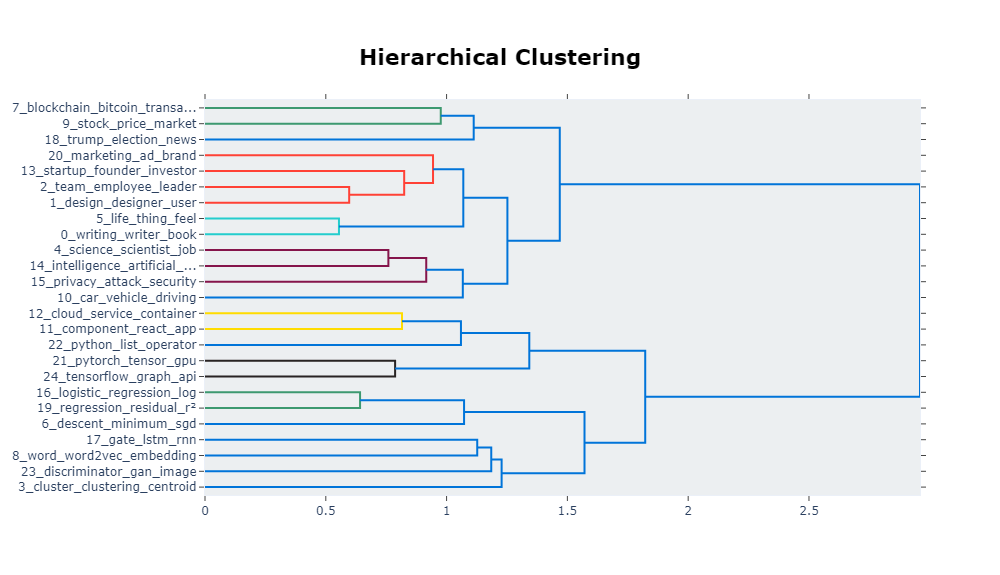 Hierarchical Clustering
7_blockchain_bitcoin_transa...
9_stock_price_market
18_trump_election_news
20_marketing_ad_brand
13_startup_founder_investor
2_team_employee_leader
1_design_designer_user
5_life_thing_feel
0_writing_writer_book
4_science_scientist_job
14_intelligence_artificial_...
15_privacy_attack_security
10_car_vehicle_driving
12_cloud_service_container
11_component_react_app
22_python_list_operator
21_pytorch_tensor_gpu
24_tensorflow_graph_api
16_logistic_regression_log
19_regression_residual_r²
6_descent_minimum_sgd
17_gate_lstm_rnn
8_word_word2vec_embedding
23_discriminator_gan_image
3_cluster_clustering_centroid
0 0.5 1 1.5 2 2.5